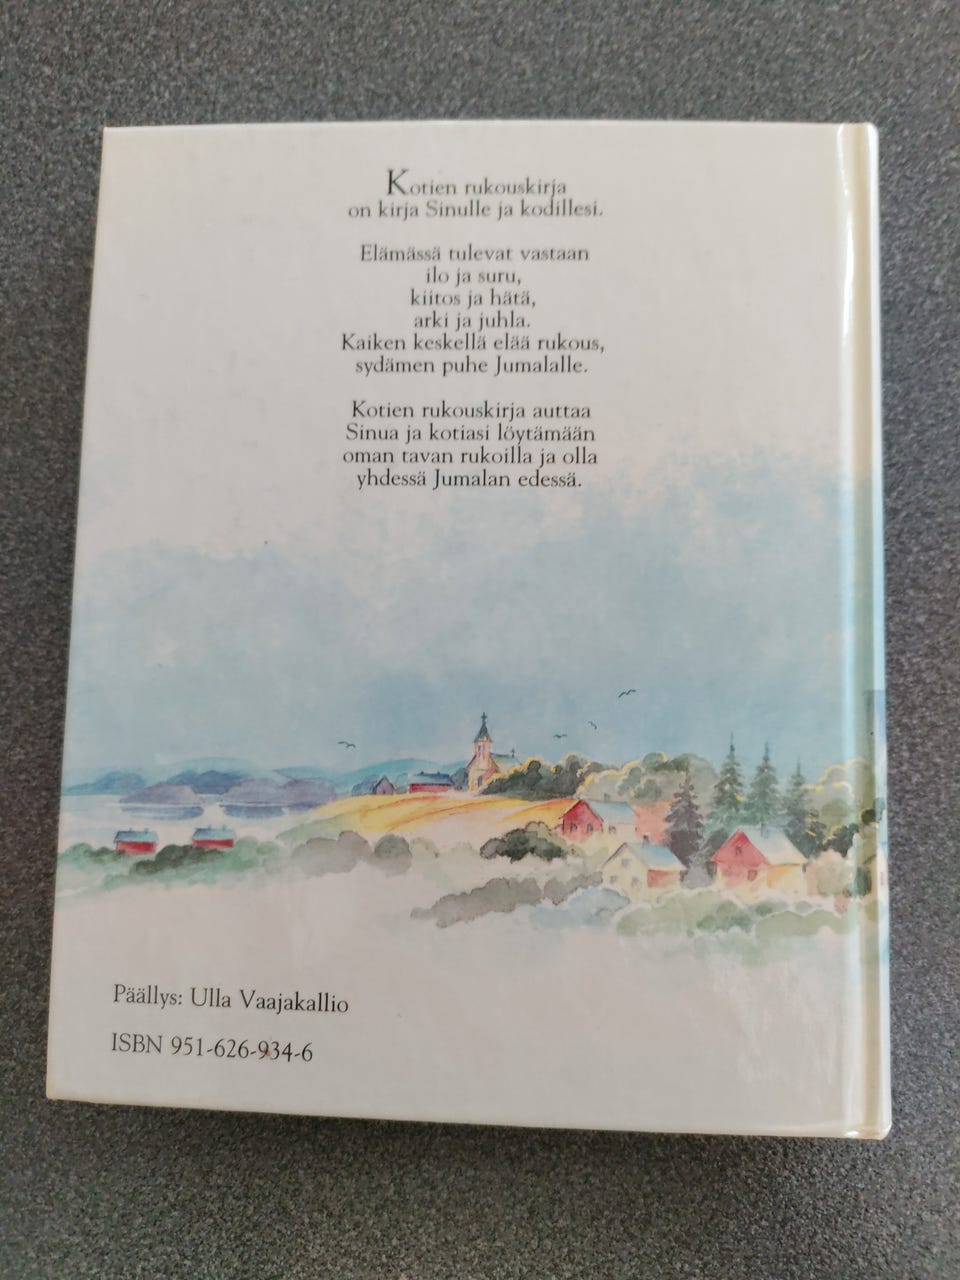 Kotien rukouskirja
on kirja Sinulle ja kodillesi.
Elämässä tulevat vastaan
ilo ja suru,
kiitos ja hätä,
arki ja juhla.
Kaiken keskellä elää rukous,
sydämen puhe Jumalalle.
Kotien rukouskirja auttaa
Sinua ja kotiasi löytämään
oman tavan rukoilla ja olla
yhdessä Jumalan edessä.
Päällys: Ulla Vaajakallio
ISBN 951-626-934-6